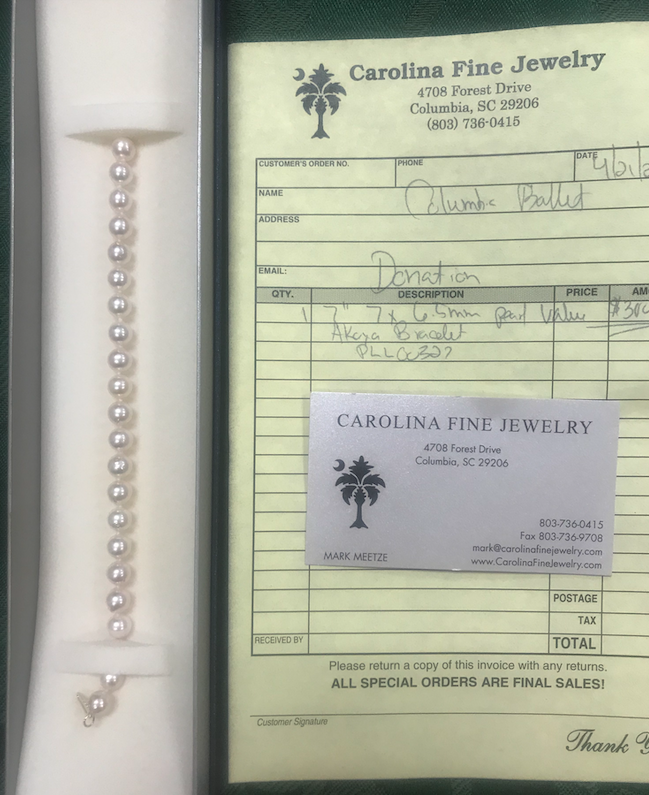 Carolina Fine Jewelry
4708 Forest Drive
Columbia, SC 29206
(803) 736-0415
CUSTOMER'S ORDER NO.
PHONE
DATE
NAME
Columbia Ballet
ADDRESS
EMAIL:
Donation
QTY.
DESCRIPTION
PRICE
AM
1 7" 7x6.5mm pearl Value
Akoya Bracelet
CAROLINA FINE JEWELRY
4708 Forest Drive
Columbia, SC 29206
803-736-0415
Fax 803-736-9708
mark@carolinafinejewelry.com
www.CarolinaFineJewelry.com
MARK MEETZE
POSTAGE
TAX
RECEIVED BY
TOTAL
Please return a copy of this invoice with any returns.
ALL SPECIAL ORDERS ARE FINAL SALES!
Customer Signature
Thank